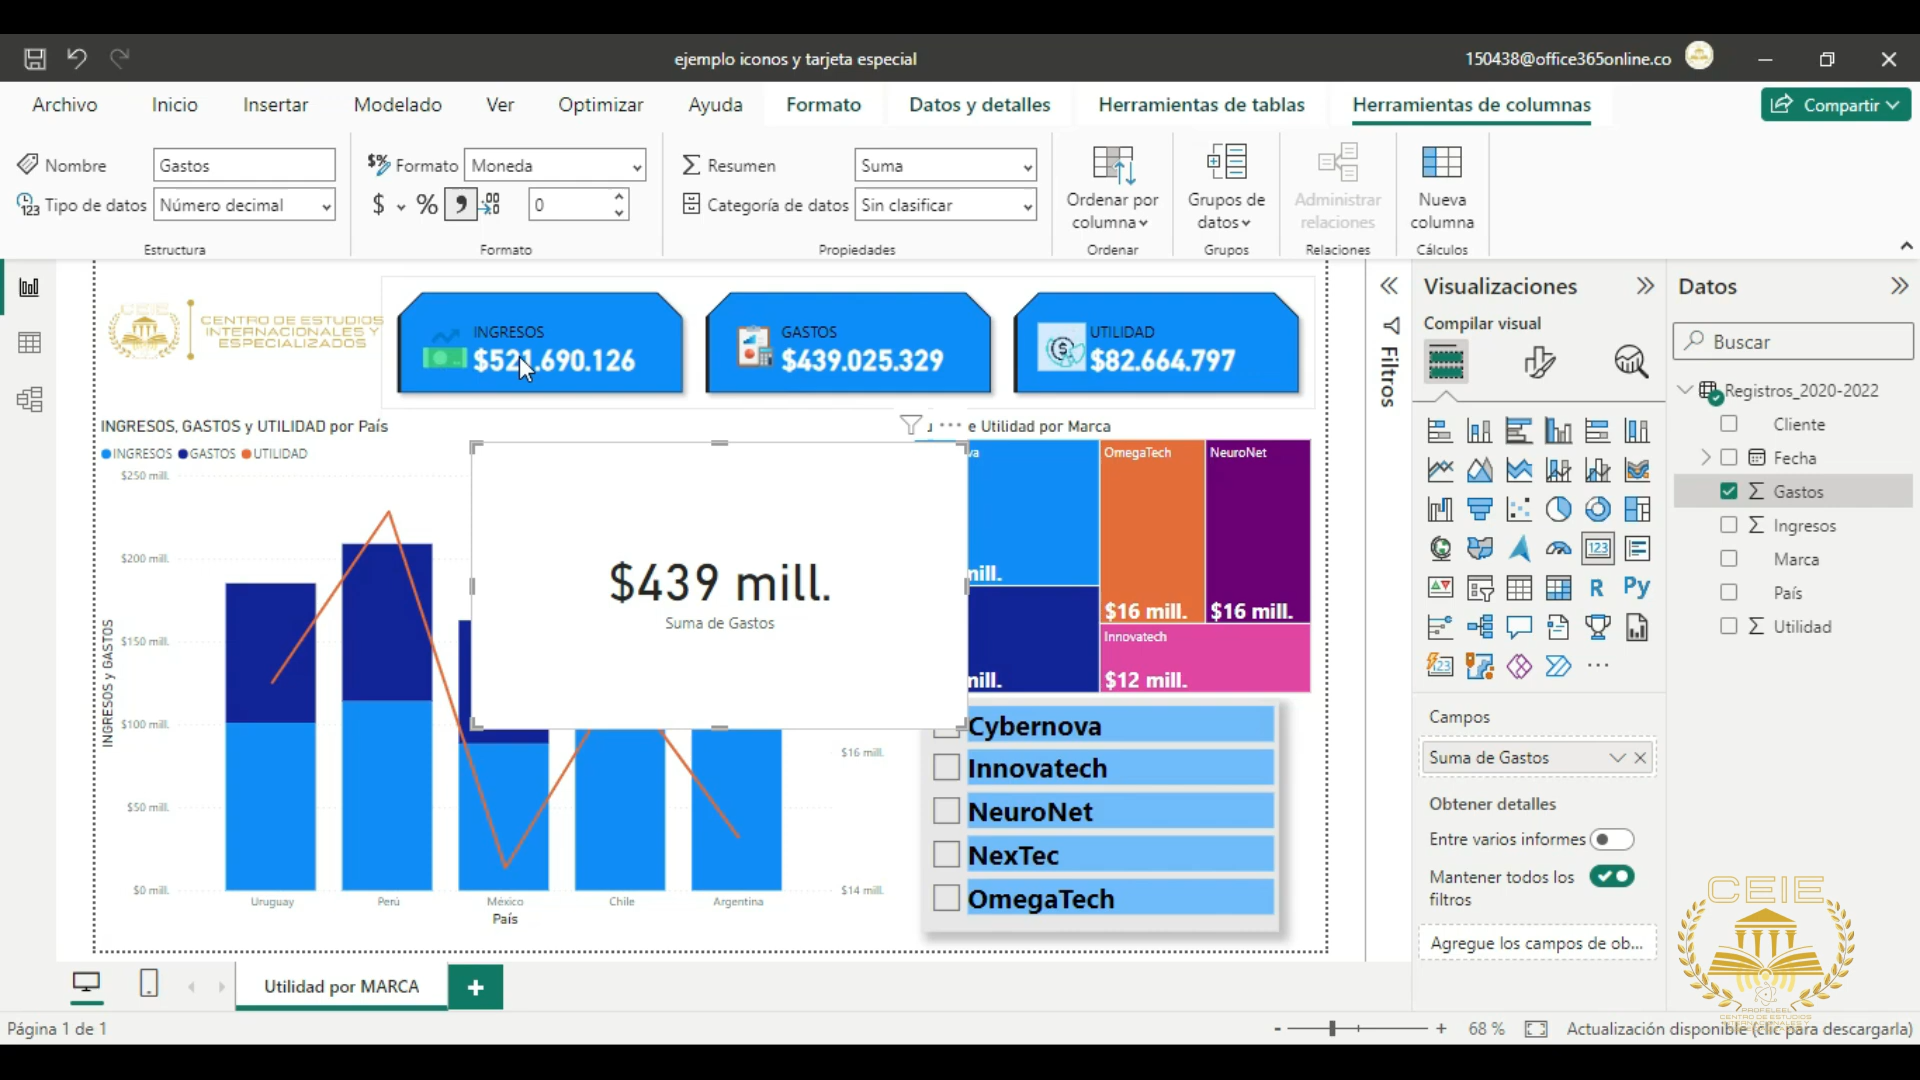 ejemplo iconos y tarjeta especial
150438@office365online.co
Archivo
Inicio
Insertar
Modelado
Ver
Optimizar
Ayuda
Formato
Datos y detalles
Herramientas de tablas
Herramientas de columnas
Compartir
Nombre
Gastos
Formato
Moneda
Resumen
Suma
Tipo de datos
Número decimal
$
%
0
Categoría de datos
Sin clasificar
Ordenar por
columna
Grupos de
datos
Administrar
relaciones
Nueva
columna
Estructura
Formato
Propiedades
Ordenar
Grupos
Relaciones
Cálculos
CEIE
CENTRO DE ESTUDIOS
INTERNACIONALES Y
ESPECIALIZADOS
INGRESOS
$521.690.126
GASTOS
$439.025.329
UTILIDAD
$82.664.797
INGRESOS, GASTOS y UTILIDAD por País
INGRESOS
GASTOS
UTILIDAD
$250 mill.
$200 mill.
$150 mill.
$100 mill.
$50 mill.
$0 mill.
INGRESOS y GASTOS
Uruguay
Perú
México
Chile
Argentina
País
$16 mill.
$14 mill.
$439 mill.
Suma de Gastos
e Utilidad por Marca
va
nill.
nill.
OmegaTech
$16 mill.
NeuroNet
$16 mill.
Innovatech
$12 mill.
Cybernova
Innovatech
NeuroNet
NexTec
OmegaTech
Filtros
Visualizaciones
Compilar visual
123
R
Py
Campos
Suma de Gastos
Obtener detalles
Entre varios informes
Mantener todos los
filtros
Agregue los campos de ob...
Datos
Buscar
Registros_2020-2022
Cliente
Fecha
Gastos
Ingresos
Marca
País
Utilidad
CEIE
CENTRO DE ESTUDIOS
Utilidad por MARCA
Página 1 de 1
68 %
Actualización disponible (clic para descargarla)